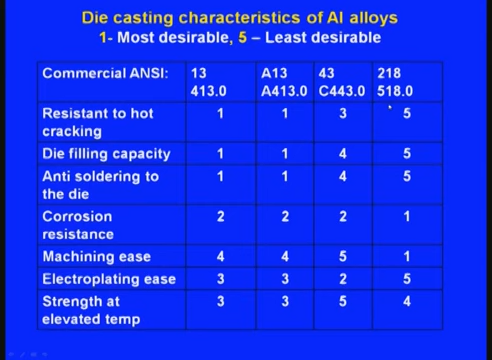 Die casting characteristics of Al alloys
1- Most desirable, 5 – Least desirable
Commercial ANSI: 13 413.0 A13 A413.0 43 C443.0 218 518.0
Resistant to hot cracking 1 1 3 5
Die filling capacity 1 1 4 5
Anti soldering to the die 1 1 4 5
Corrosion resistance 2 2 2 1
Machining ease 4 4 5 1
Electroplating ease 3 3 2 5
Strength at elevated temp 3 3 5 4